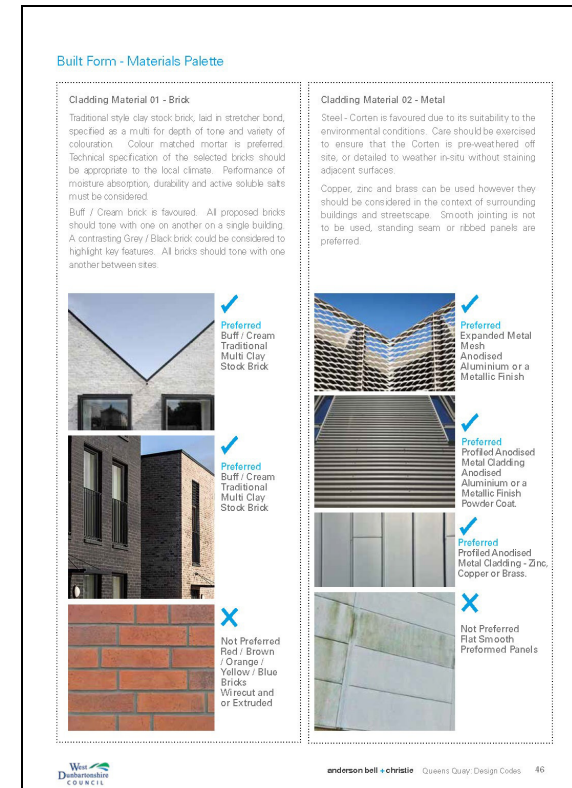 Built Form - Materials Palette
Cladding Material 01 - Brick
Traditional style clay stock brick, laid in stretcher bond,
specified as a multi for depth of tone and variety of
colouration. Colour matched mortar is preferred.
Technical specification of the selected bricks should
be appropriate to the local climate. Performance of
moisture absorption, durability and active soluble salts
must be considered.
Buff / Cream brick is favoured. All proposed bricks
should tone with one on another on a single building.
A contrasting Grey / Black brick could be considered to
highlight key features. All bricks should tone with one
another between sites.
Preferred
Buff / Cream
Traditional
Multi Clay
Stock Brick
Preferred
Buff / Cream
Traditional
Multi Clay
Stock Brick
Not Preferred
Red / Brown
/ Orange /
Yellow / Blue
Bricks
Wirecut and
or Extruded
Cladding Material 02 - Metal
Steel - Corten is favoured due to its suitability to the
environmental conditions. Care should be exercised
to ensure that the Corten is pre-weathered off
site, or detailed to weather in-situ without staining
adjacent surfaces.
Copper, zinc and brass can be used however they
should be considered in the context of surrounding
buildings and streetscape. Smooth jointing is not
to be used, standing seam or ribbed panels are
preferred.
Preferred
Expanded Metal
Mesh
Anodised
Aluminium or a
Metallic Finish
Preferred
Profiled Anodised
Metal Cladding
Anodised
Aluminium or a
Metallic Finish
Powder Coat.
Preferred
Profiled Anodised
Metal Cladding - Zinc,
Copper or Brass.
Not Preferred
Flat Smooth
Preformed Panels
West
Dunbartonshire
COUNCIL
anderson bell + christie Queens Quay: Design Codes 46